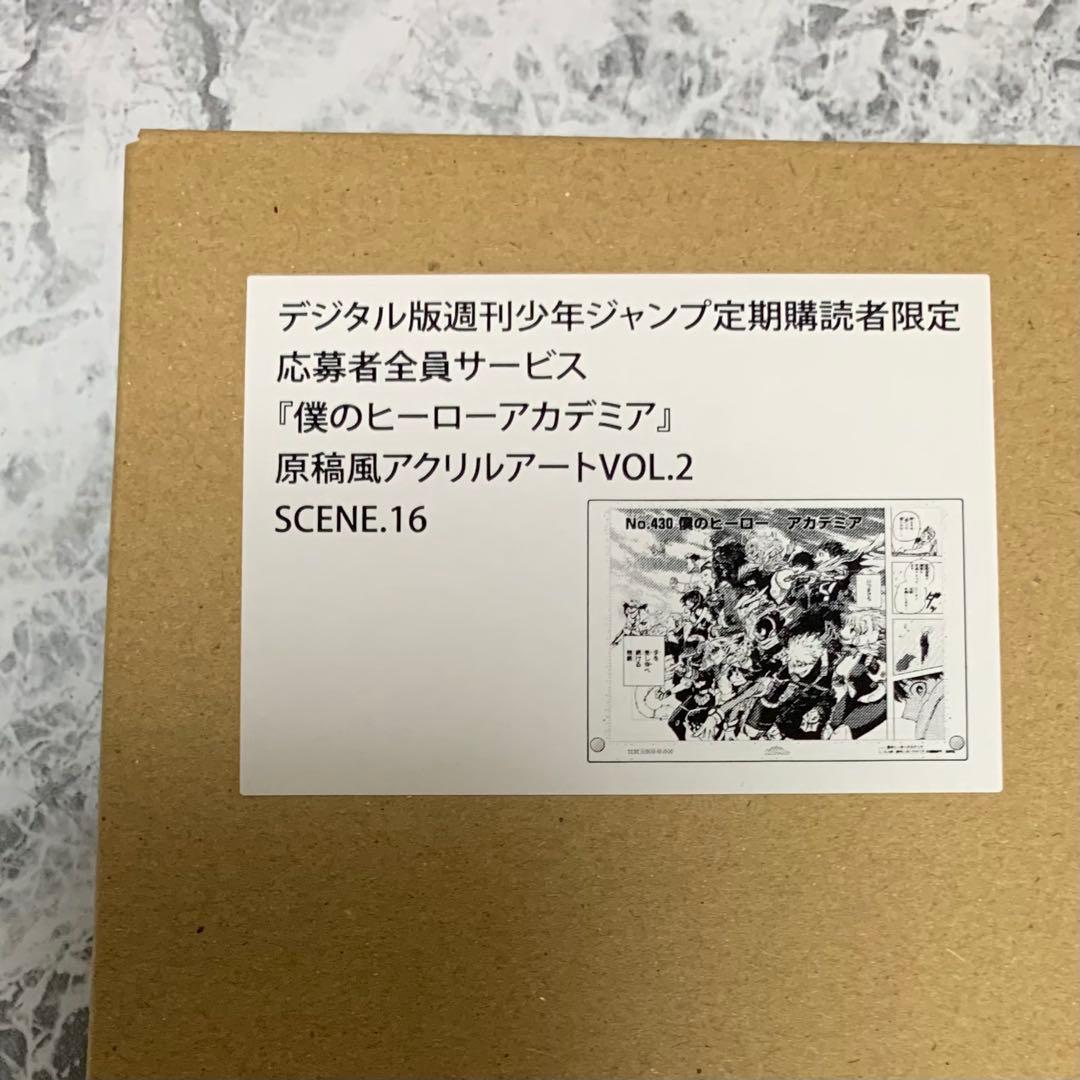 デジタル版週刊少年ジャンプ定期購読者限定
応募者全員サービス
『僕のヒーローアカデミア』
原稿風アクリルアートVOL.2
SCENE.16
No.430 僕のヒーロー アカデミア